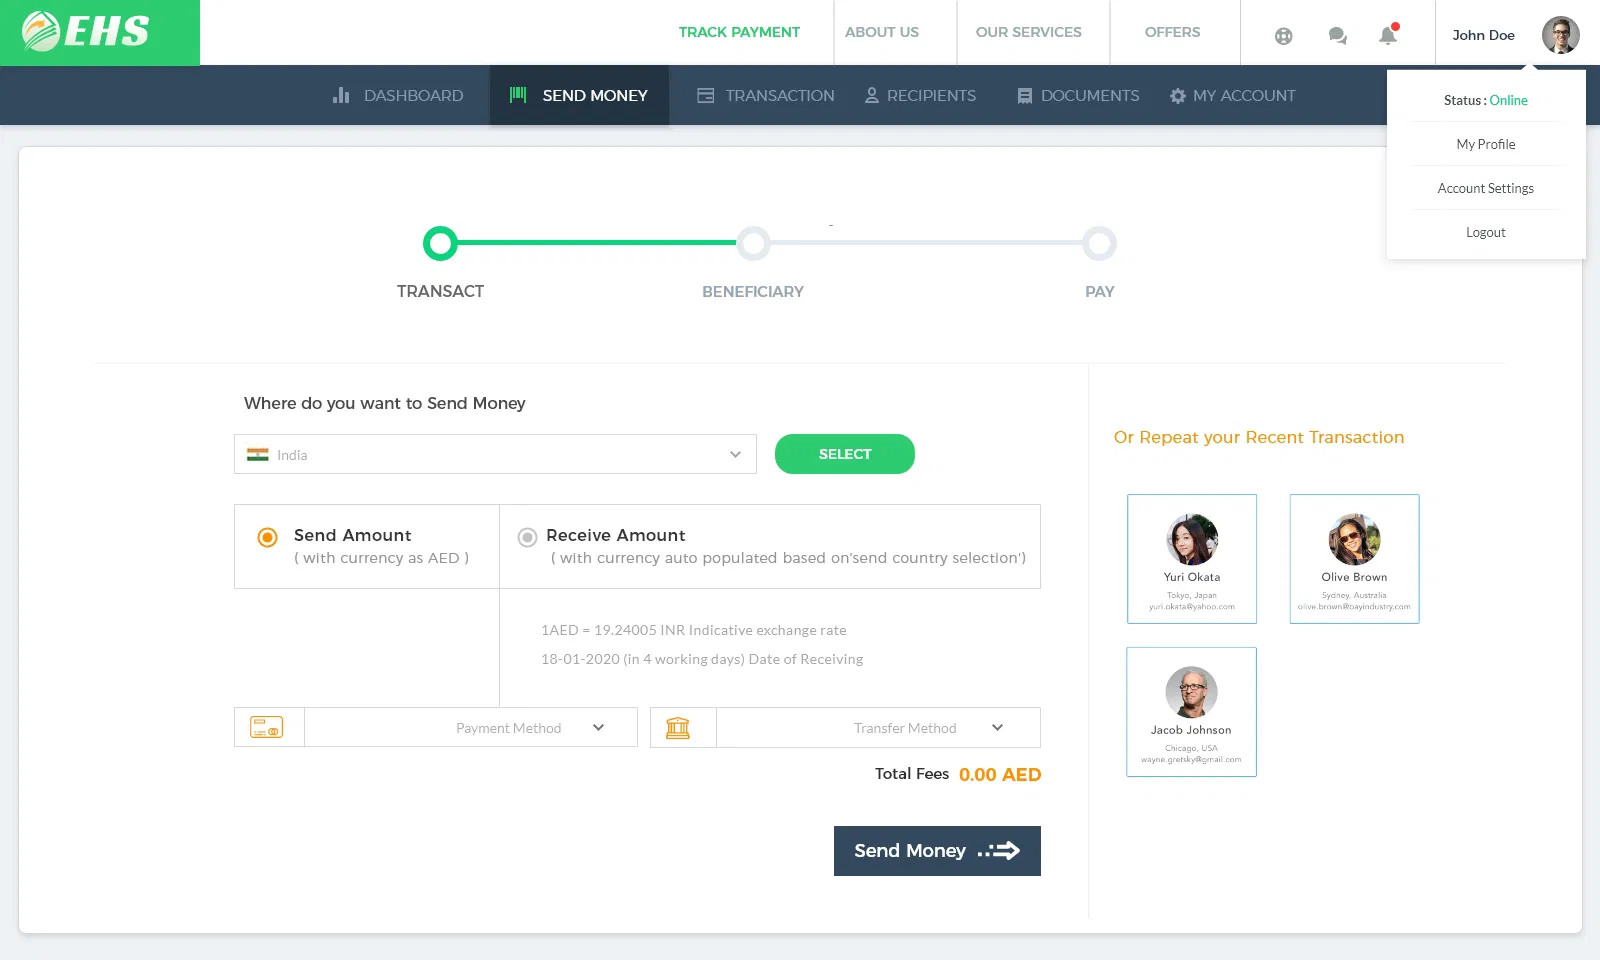 EHS
TRACK PAYMENT
ABOUT US
OUR SERVICES
OFFERS
John Doe
DASHBOARD
SEND MONEY
TRANSACTION
RECIPIENTS
DOCUMENTS
MY ACCOUNT
Status : Online
My Profile
Account Settings
Logout
-
TRANSACT
BENEFICIARY
PAY
Where do you want to Send Money
India
SELECT
Send Amount
( with currency as AED )
Receive Amount
( with currency auto populated based on'send country selection')
1AED = 19.24005 INR Indicative exchange rate
18-01-2020 (in 4 working days) Date of Receiving
Payment Method
Transfer Method
Total Fees 0.00 AED
Send Money
Or Repeat your Recent Transaction
Yuri Okata
Tokyo, Japan
yuri.okata@yahoo.com
Olive Brown
Sydney, Australia
olive.brown@bayindustry.com
Jacob Johnson
Chicago, USA
wayne.gretsky@gmail.com